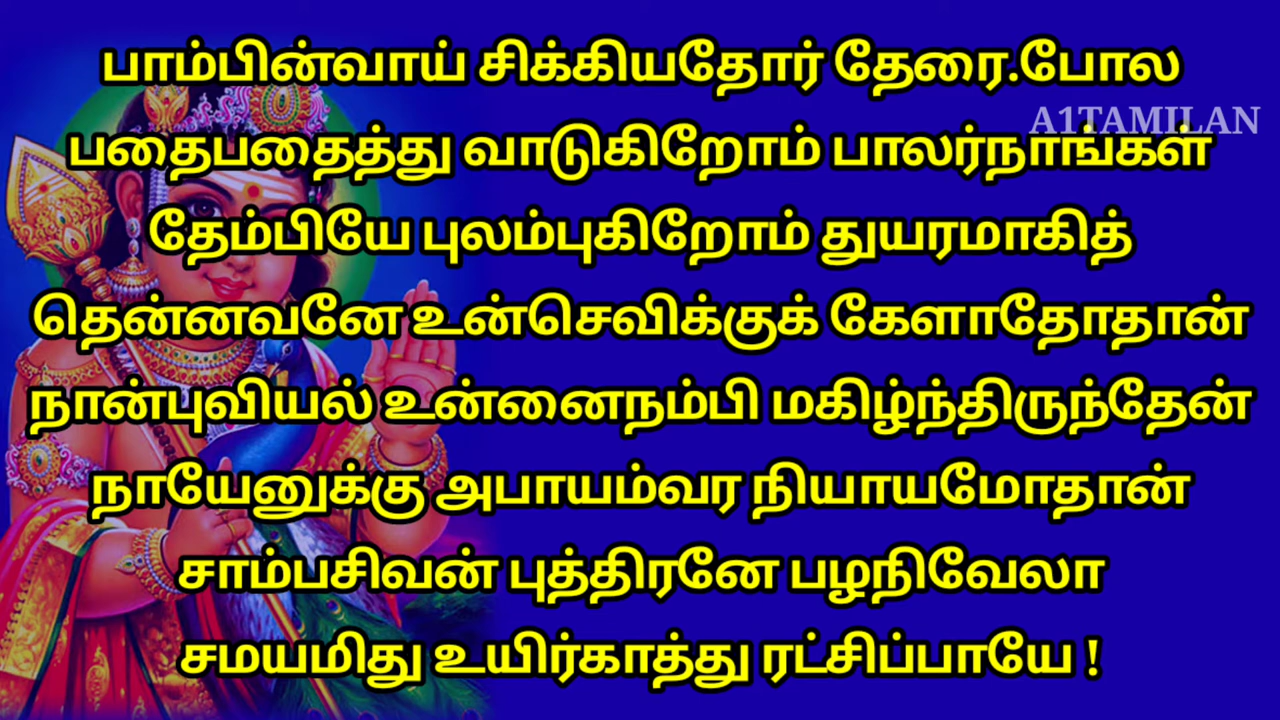 பாம்பின்வாய் சிக்கியதோர் தேரை.போல
A1TAMILAN
பதைபதைத்து வாடுகிறோம் பாலர்நாங்கள்
தேம்பியே புலம்புகிறோம் துயரமாகித்
தென்னவனே உன்செவிக்குக் கேளாதோதான்
நான்புவியல் உன்னைநம்பி மகிழ்ந்திருந்தேன்
நாயேனுக்கு அபாயம்வர நியாயமோதான்
சாம்பசிவன் புத்திரனே பழநிவேலா
சமயமிது உயிர்காத்து ரட்சிப்பாயே !